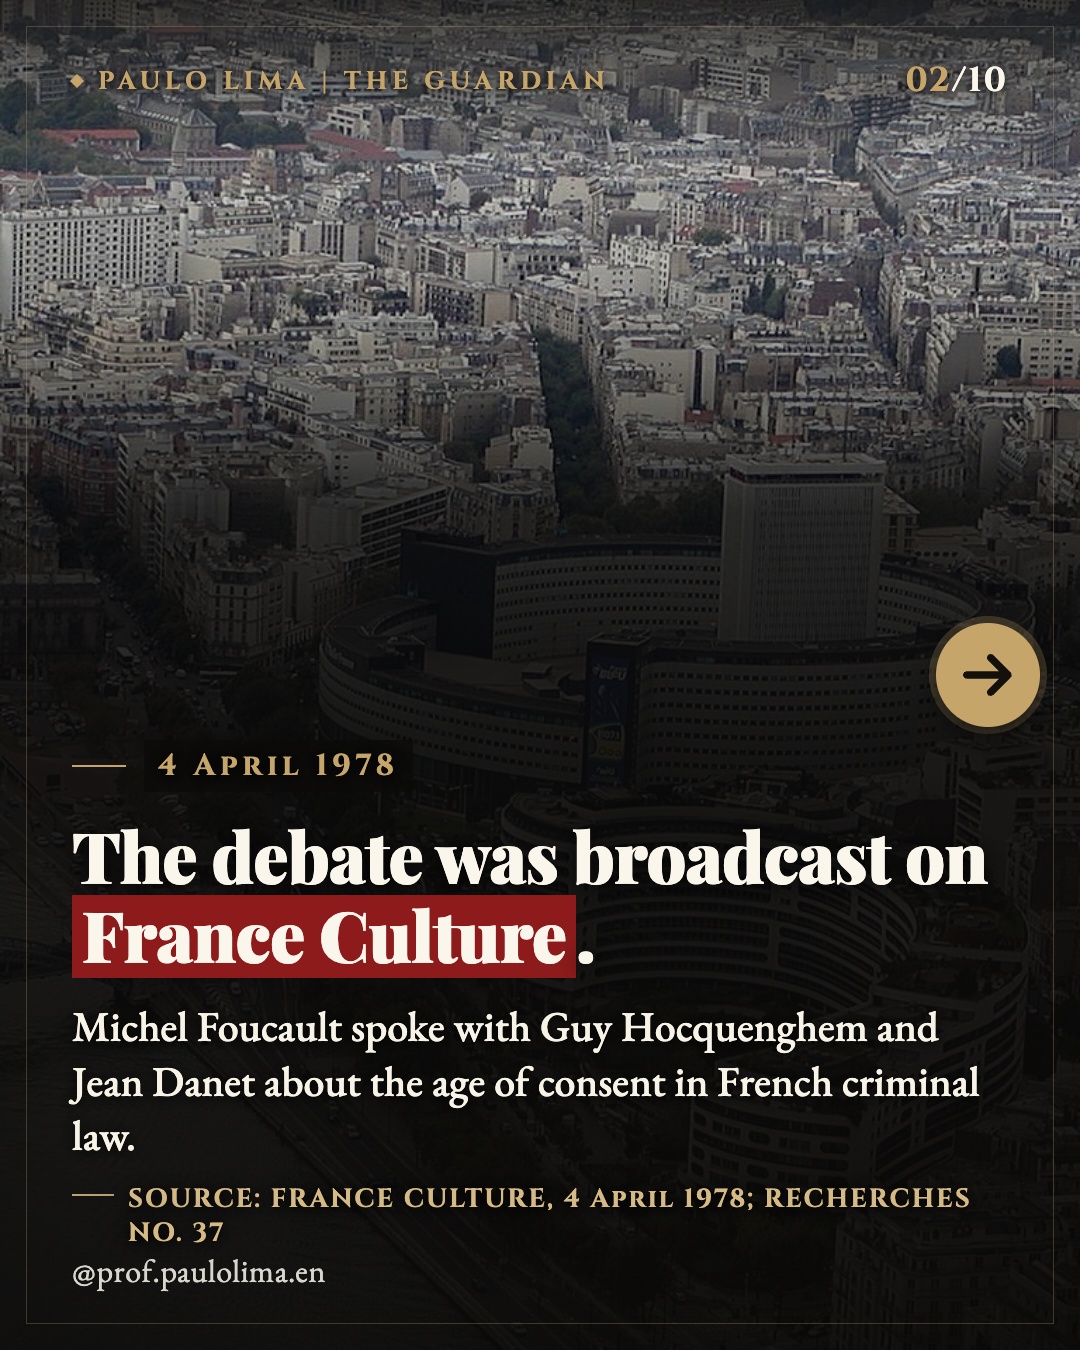 PAULO LIMA | THE GUARDIAN
02/10
4 APRIL 1978
The debate was broadcast on
France Culture.
Michel Foucault spoke with Guy Hocquenghem and
Jean Danet about the age of consent in French criminal
law.
SOURCE: FRANCE CULTURE, 4 APRIL 1978; RECHERCHES
NO. 37
@prof.paulolima.en